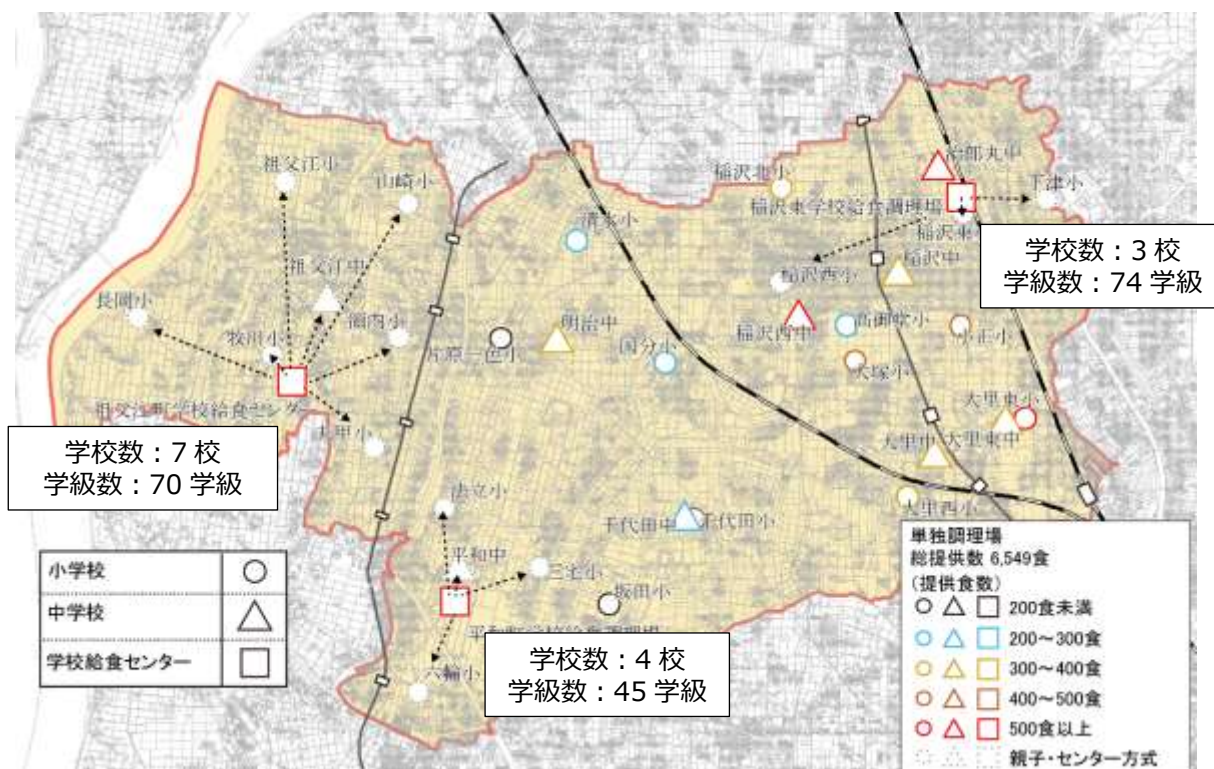 祖父江小
山崎小
祖父江中
長岡小
牧川小
領内小
祖父江町学校給食センター
丸甲小
学校数：7 校
学級数：70 学級
稲沢北小
治郎丸中
下津小
稲沢東学校給食調理場
稲沢東
清水小
稲沢西小
稲沢中
学校数：3 校
学級数：74 学級
片原一色小
明治中
国分小
稲沢西中
高御堂小
小正小
大塚小
大里東小
大里中
大里東中
大里西小
法立小
千代田中
千代田小
平和中
三宅小
坂田小
平和町学校給食調理場
六輪小
学校数：4 校
学級数：45 学級
小学校
中学校
学校給食センター
単独調理場
総提供数 6,549食
(提供食数)
200食未満
200～300食
300～400食
400～500食
500食以上
親子・センター方式